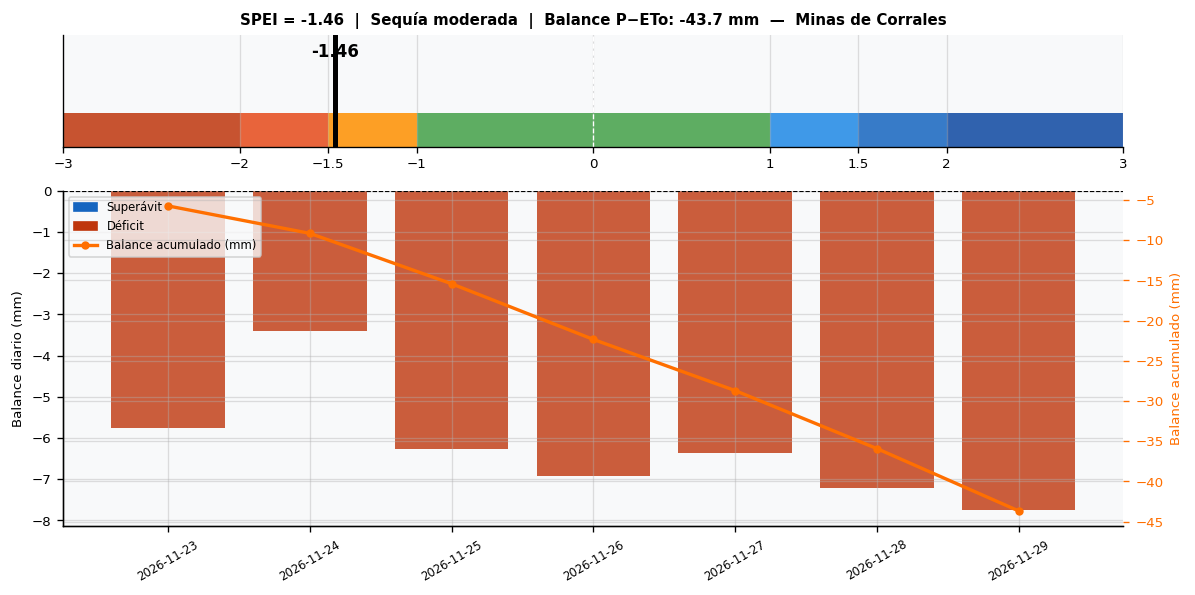 SPEI = -1.46  |  Sequía moderada  |  Balance P−ETo: -43.7 mm  —  Minas de Corrales
-1.46
−3 −2 −1.5 −1 0 1 1.5 2 3
Superávit
Déficit
Balance acumulado (mm)
Balance diario (mm)
0
−1
−2
−3
−4
−5
−6
−7
−8
−5
−10
−15
−20
−25
−30
−35
−40
−45
Balance acumulado (mm)
2026-11-23 2026-11-24 2026-11-25 2026-11-26 2026-11-27 2026-11-28 2026-11-29